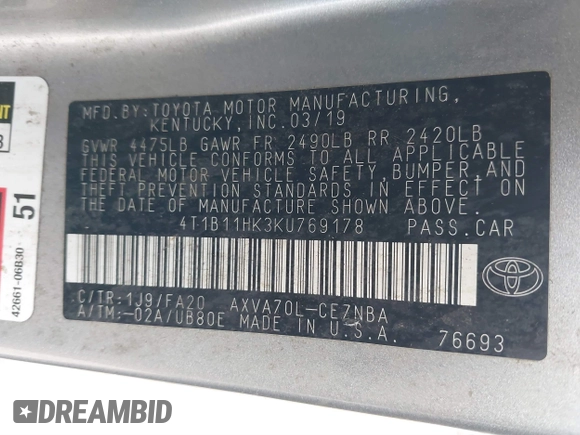 MFD.BY:TOYOTA MOTOR MANUFACTURING,
KENTUCKY, INC.03/19
GVWR 4475LB GAWR FR 2490LB RR 2420LB
THIS VEHICLE CONFORMS TO ALL APPLICABLE
FEDERAL MOTOR VEHICLE SAFETY, BUMPER, AND
THEFT PREVENTION STANDARDS IN EFFECT ON
THE DATE OF MANUFACTURE SHOWN ABOVE.
4T1B11HK3KU769178 PASS.CAR
C/TR:1J9/FA20 AXVA70L-CE7NBA
A/TM:-02A/UB80E MADE IN U.S.A.
76693
51
42661-06B30
DREAMBID